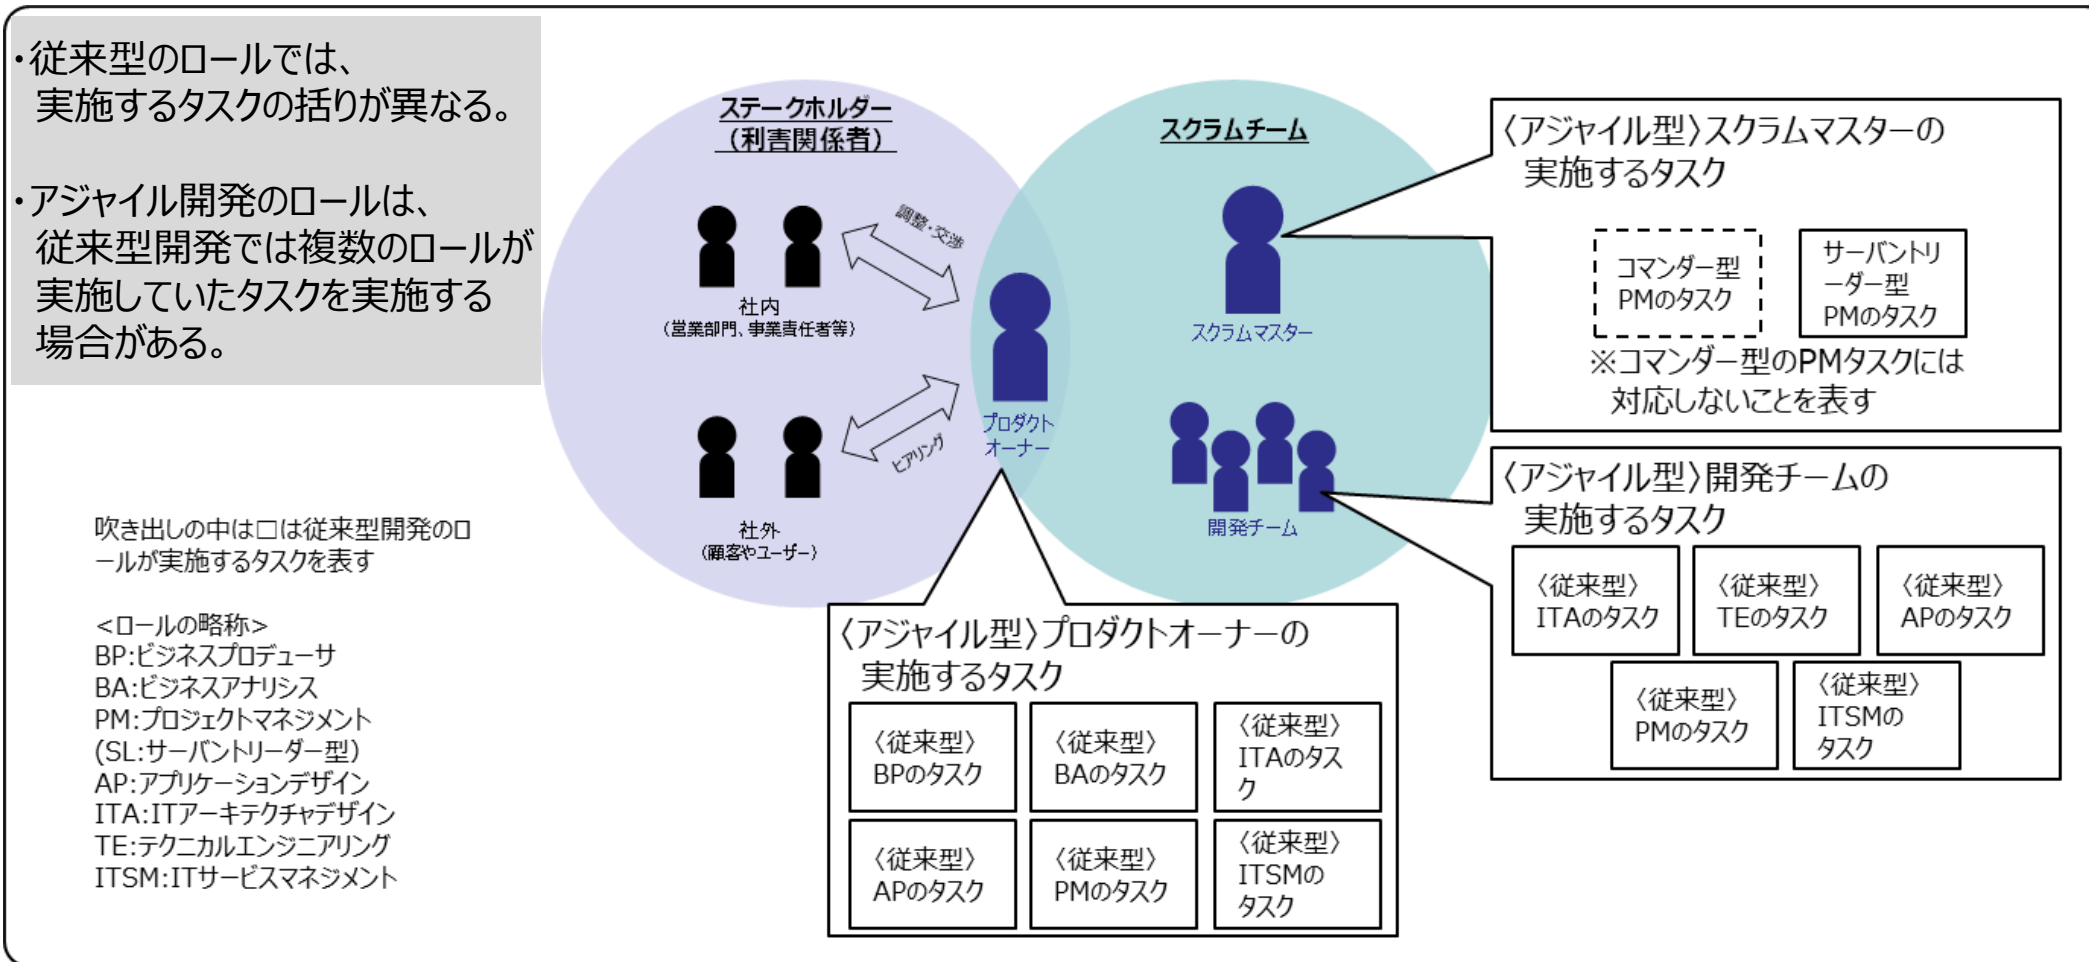 ・従来型のロールでは、
実施するタスクの括りが異なる。
・アジャイル開発のロールは、
従来型開発では複数のロールが
実施していたタスクを実施する
場合がある。
吹き出しの中は□は従来型開発のロ
ールが実施するタスクを表す
<ロールの略称>
BP:ビジネスプロデューサ
BA:ビジネスアナリシス
PM:プロジェクトマネジメント
(SL:サーバントリーダー型)
AP:アプリケーションデザイン
ITA:ITアーキテクチャデザイン
TE:テクニカルエンジニアリング
ITSM:ITサービスマネジメント
ステークホルダー
(利害関係者)
社内
(営業部門、事業責任者等)
調整・交渉
社外
(顧客やユーザー)
ヒアリング
プロダクト
オーナー
スクラムチーム
スクラムマスター
開発チーム
〈アジャイル型〉スクラムマスターの
実施するタスク
コマンダー型
PMのタスク
サーバントリ
ーダー型
PMのタスク
※コマンダー型のPMタスクには
対応しないことを表す
〈アジャイル型〉開発チームの
実施するタスク
〈従来型〉
ITAのタスク
〈従来型〉
TEのタスク
〈従来型〉
APのタスク
〈従来型〉
PMのタスク
〈従来型〉
ITSMの
タスク
〈アジャイル型〉プロダクトオーナーの
実施するタスク
〈従来型〉
BPのタスク
〈従来型〉
BAのタスク
〈従来型〉
ITAのタス
ク
〈従来型〉
APのタスク
〈従来型〉
PMのタスク
〈従来型〉
ITSMの
タスク